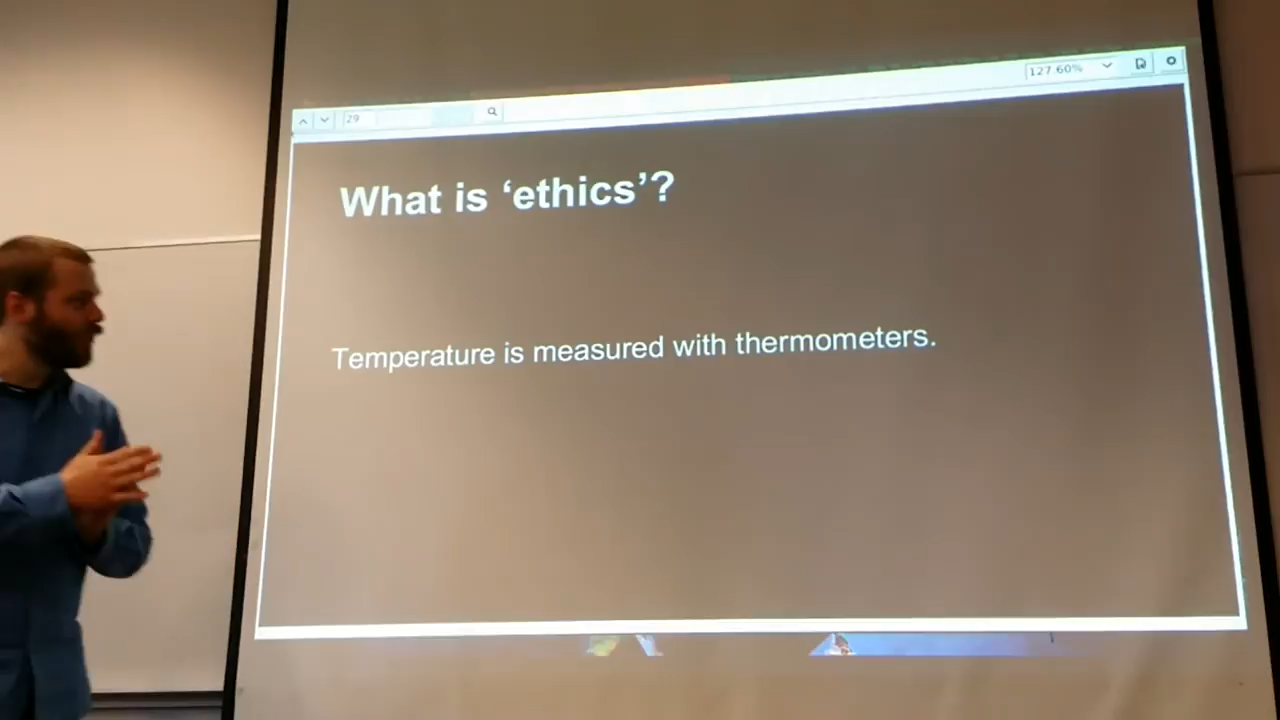 29
127.60%
What is ‘ethics’?
Temperature is measured with thermometers.